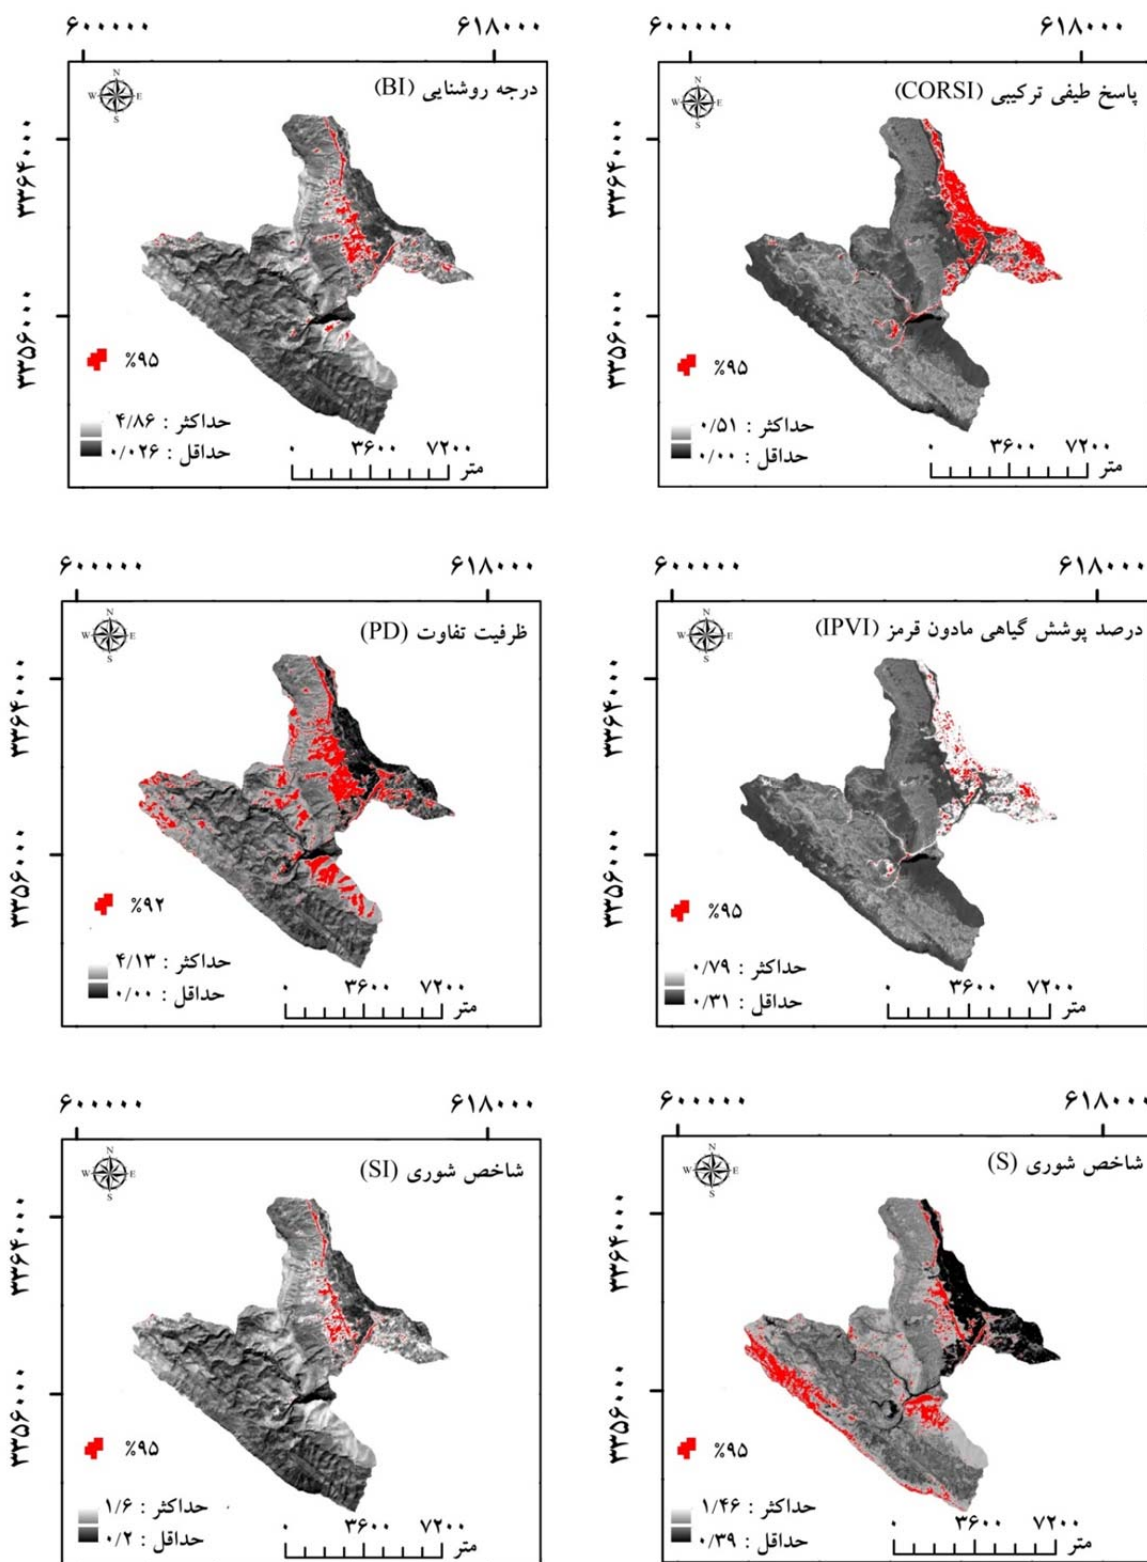 ۶۰۰۰۰۰ ۶۱۸۰۰۰
۳۳۶۴۰۰۰
۳۳۵۶۰۰۰
درجه روشنایی (BI)
N
W E
S
%۹۵
حداکثر : ۴/۸۶
حداقل : ۰/۰۲۶
۰ ۳۶۰۰ ۷۲۰۰
متر
۶۰۰۰۰۰ ۶۱۸۰۰۰
۳۳۶۴۰۰۰
۳۳۵۶۰۰۰
پاسخ طیفی ترکیبی (CORSI)
N
W E
S
%۹۵
حداکثر : ۰/۵۱
حداقل : ۰/۰۰
۰ ۳۶۰۰ ۷۲۰۰
متر
۶۰۰۰۰۰ ۶۱۸۰۰۰
۳۳۶۴۰۰۰
۳۳۵۶۰۰۰
ظرفیت تفاوت (PD)
N
W E
S
%۹۲
حداکثر : ۴/۱۳
حداقل : ۰/۰۰
۰ ۳۶۰۰ ۷۲۰۰
متر
۶۰۰۰۰۰ ۶۱۸۰۰۰
۳۳۶۴۰۰۰
۳۳۵۶۰۰۰
درصد پوشش گیاهی مادون قرمز (IPVI)
N
W E
S
%۹۵
حداکثر : ۰/۷۹
حداقل : ۰/۳۱
۰ ۳۶۰۰ ۷۲۰۰
متر
۶۰۰۰۰۰ ۶۱۸۰۰۰
۳۳۶۴۰۰۰
۳۳۵۶۰۰۰
شاخص شوری (SI)
N
W E
S
%۹۵
حداکثر : ۱/۶
حداقل : ۰/۲
۰ ۳۶۰۰ ۷۲۰۰
متر
۶۰۰۰۰۰ ۶۱۸۰۰۰
۳۳۶۴۰۰۰
۳۳۵۶۰۰۰
شاخص شوری (S)
N
W E
S
%۹۵
حداکثر : ۱/۴۶
حداقل : ۰/۳۹
۰ ۳۶۰۰ ۷۲۰۰
متر